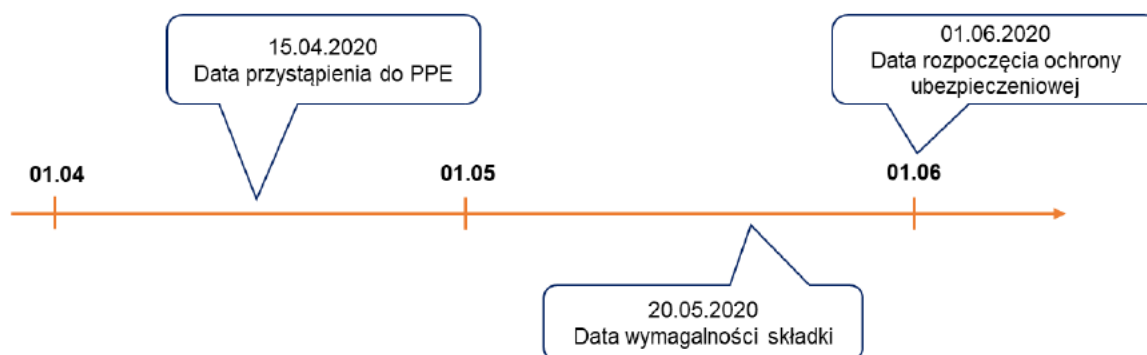 15.04.2020
Data przystąpienia do PPE
01.06.2020
Data rozpoczęcia ochrony
ubezpieczeniowej
01.04
01.05
01.06
20.05.2020
Data wymagalności składki